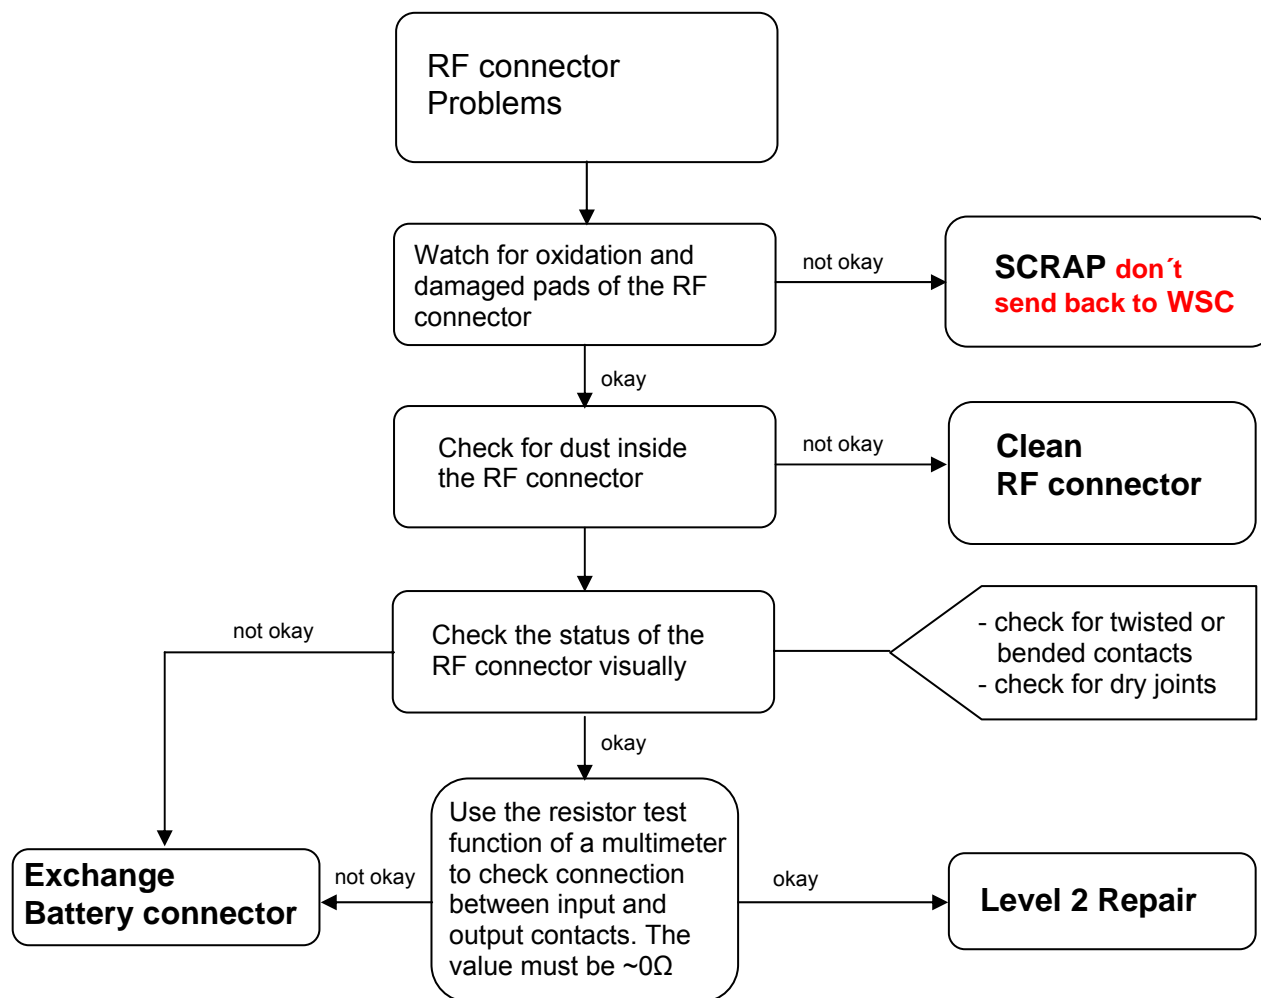 RF connector
Problems
Watch for oxidation and
damaged pads of the RF
connector
not okay
SCRAP don´t
send back to WSC
okay
Check for dust inside
the RF connector
not okay
Clean
RF connector
not okay
Check the status of the
RF connector visually
- check for twisted or
bended contacts
- check for dry joints
okay
Use the resistor test
function of a multimeter
to check connection
between input and
output contacts. The
value must be ~0Ω
not okay
Exchange
Battery connector
okay
Level 2 Repair